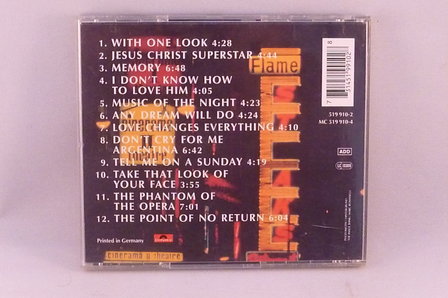 1. WITH ONE LOOK 4:28
2. JESUS CHRIST SUPERSTAR 4:44
3. MEMORY 6:48
4. I DON'T KNOW HOW
TO LOVE HIM 4:05
5. MUSIC OF THE NIGHT 4:23
6. ANY DREAM WILL DO 4:24
7. LOVE CHANGES EVERYTHING 4:10
8. DON'T CRY FOR ME
ARGENTINA 6:42
9. TELL ME ON A SUNDAY 4:19
10. TAKE THAT LOOK OF
YOUR FACE 3:55
11. THE PHANTOM OF
THE OPERA 7:01
12. THE POINT OF NO RETURN 6:04
Printed in Germany
Flame
STEAKS
519 910-2
MC 519 910-4
ADD
cinerama theatre